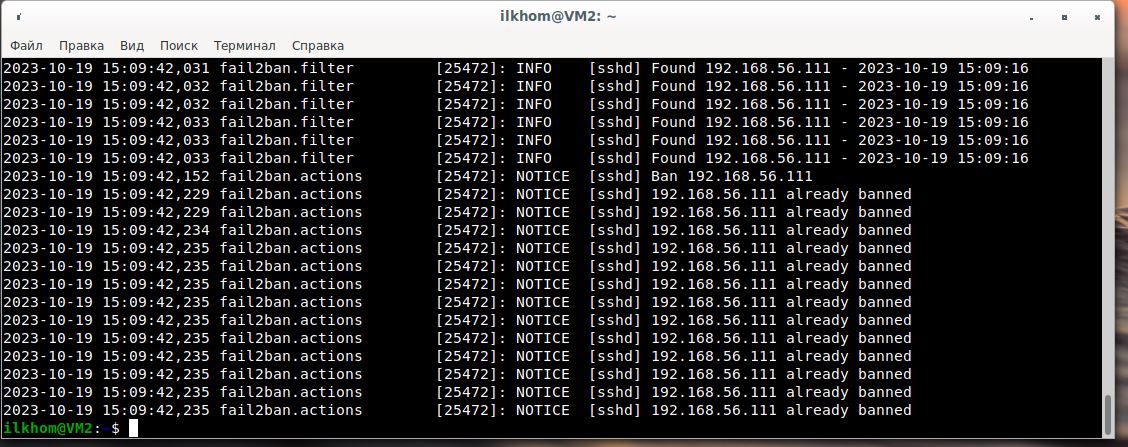 ilkhom@VM2: ~
Файл Правка Вид Поиск Терминал Справка
2023-10-19 15:09:42,031 fail2ban.filter         [25472]: INFO    [sshd] Found 192.168.56.111 - 2023-10-19 15:09:16
2023-10-19 15:09:42,032 fail2ban.filter         [25472]: INFO    [sshd] Found 192.168.56.111 - 2023-10-19 15:09:16
2023-10-19 15:09:42,032 fail2ban.filter         [25472]: INFO    [sshd] Found 192.168.56.111 - 2023-10-19 15:09:16
2023-10-19 15:09:42,033 fail2ban.filter         [25472]: INFO    [sshd] Found 192.168.56.111 - 2023-10-19 15:09:16
2023-10-19 15:09:42,033 fail2ban.filter         [25472]: INFO    [sshd] Found 192.168.56.111 - 2023-10-19 15:09:16
2023-10-19 15:09:42,033 fail2ban.filter         [25472]: INFO    [sshd] Found 192.168.56.111 - 2023-10-19 15:09:16
2023-10-19 15:09:42,152 fail2ban.actions        [25472]: NOTICE  [sshd] Ban 192.168.56.111
2023-10-19 15:09:42,229 fail2ban.actions        [25472]: NOTICE  [sshd] 192.168.56.111 already banned
2023-10-19 15:09:42,229 fail2ban.actions        [25472]: NOTICE  [sshd] 192.168.56.111 already banned
2023-10-19 15:09:42,234 fail2ban.actions        [25472]: NOTICE  [sshd] 192.168.56.111 already banned
2023-10-19 15:09:42,235 fail2ban.actions        [25472]: NOTICE  [sshd] 192.168.56.111 already banned
2023-10-19 15:09:42,235 fail2ban.actions        [25472]: NOTICE  [sshd] 192.168.56.111 already banned
2023-10-19 15:09:42,235 fail2ban.actions        [25472]: NOTICE  [sshd] 192.168.56.111 already banned
2023-10-19 15:09:42,235 fail2ban.actions        [25472]: NOTICE  [sshd] 192.168.56.111 already banned
2023-10-19 15:09:42,235 fail2ban.actions        [25472]: NOTICE  [sshd] 192.168.56.111 already banned
2023-10-19 15:09:42,235 fail2ban.actions        [25472]: NOTICE  [sshd] 192.168.56.111 already banned
2023-10-19 15:09:42,235 fail2ban.actions        [25472]: NOTICE  [sshd] 192.168.56.111 already banned
2023-10-19 15:09:42,235 fail2ban.actions        [25472]: NOTICE  [sshd] 192.168.56.111 already banned
2023-10-19 15:09:42,235 fail2ban.actions        [25472]: NOTICE  [sshd] 192.168.56.111 already banned
2023-10-19 15:09:42,235 fail2ban.actions        [25472]: NOTICE  [sshd] 192.168.56.111 already banned
ilkhom@VM2:~$